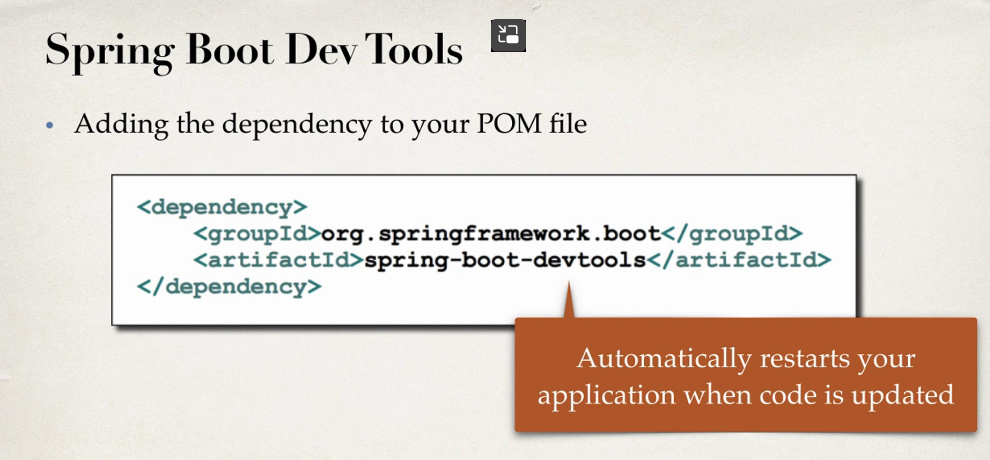 Spring Boot Dev Tools
• Adding the dependency to your POM file
<dependency>
    <groupId>org.springframework.boot</groupId>
    <artifactId>spring-boot-devtools</artifactId>
</dependency>
Automatically restarts your
application when code is updated